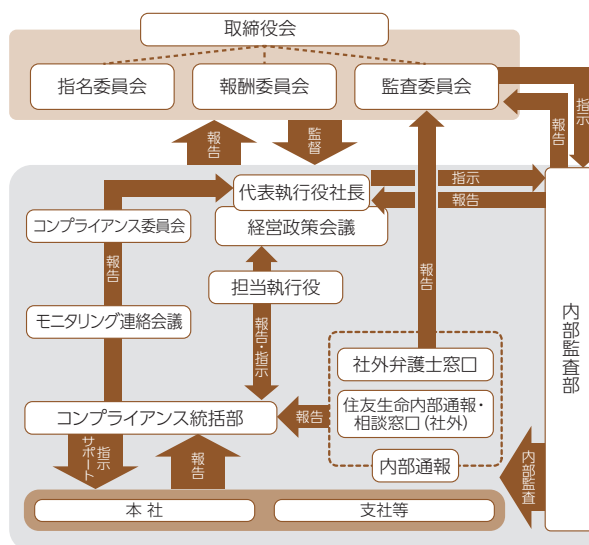 取締役会
指名委員会
報酬委員会
監査委員会
指示
報告
報告
監督
代表執行役社長
指示
報告
経営政策会議
コンプライアンス委員会
報告
担当執行役
報告
モニタリング連絡会議
報告・指示
内部監査部
社外弁護士窓口
住友生命内部通報・
相談窓口(社外)
報告
コンプライアンス統括部
内部通報
指示
サポート
報告
内部監査
本社
支社等